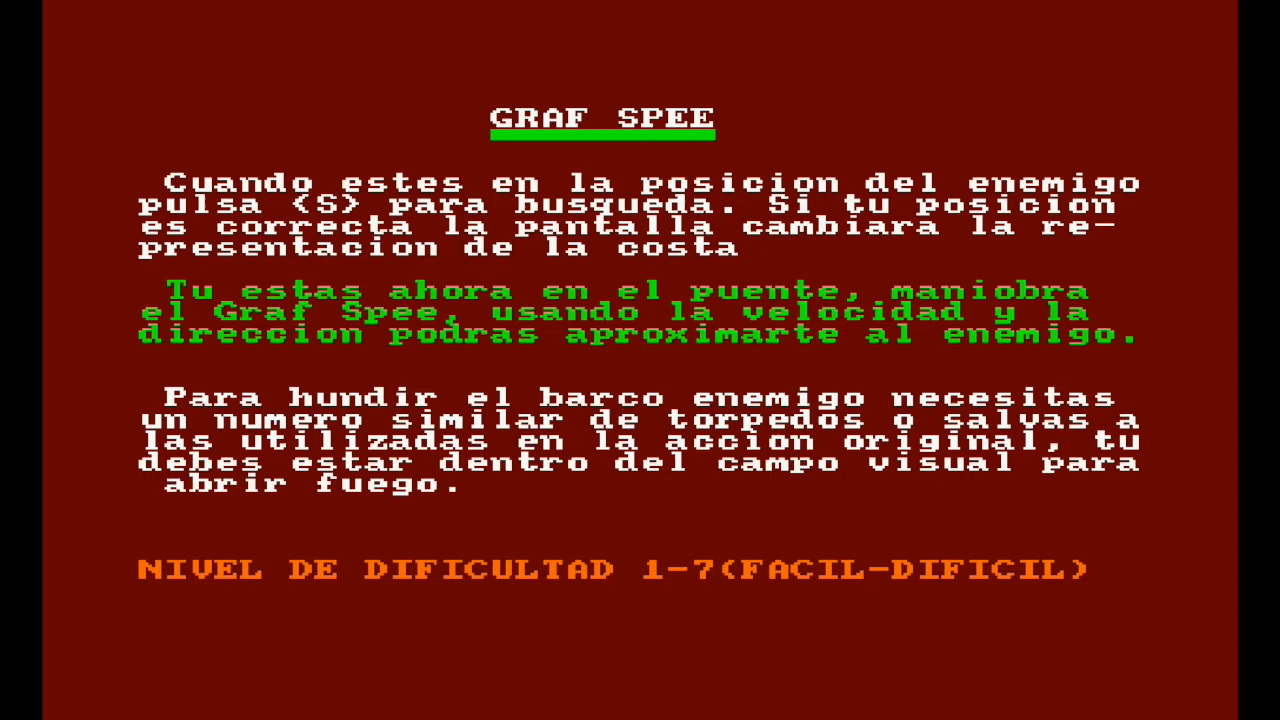 GRAF SPEE
Cuando estes en la posicion del enemigo
pulsa <S> para busqueda. Si tu posicion
es correcta la pantalla cambiara la re-
presentacion de la costa
Tu estas ahora en el puente, maniobra
el Graf Spee, usando la velocidad y la
direccion podras aproximarte al enemigo.
Para hundir el barco enemigo necesitas
un numero similar de torpedos o salvas a
las utilizadas en la accion original, tu
debes estar dentro del campo visual para
abrir fuego.
NIVEL DE DIFICULTAD 1-7(FACIL-DIFICIL)